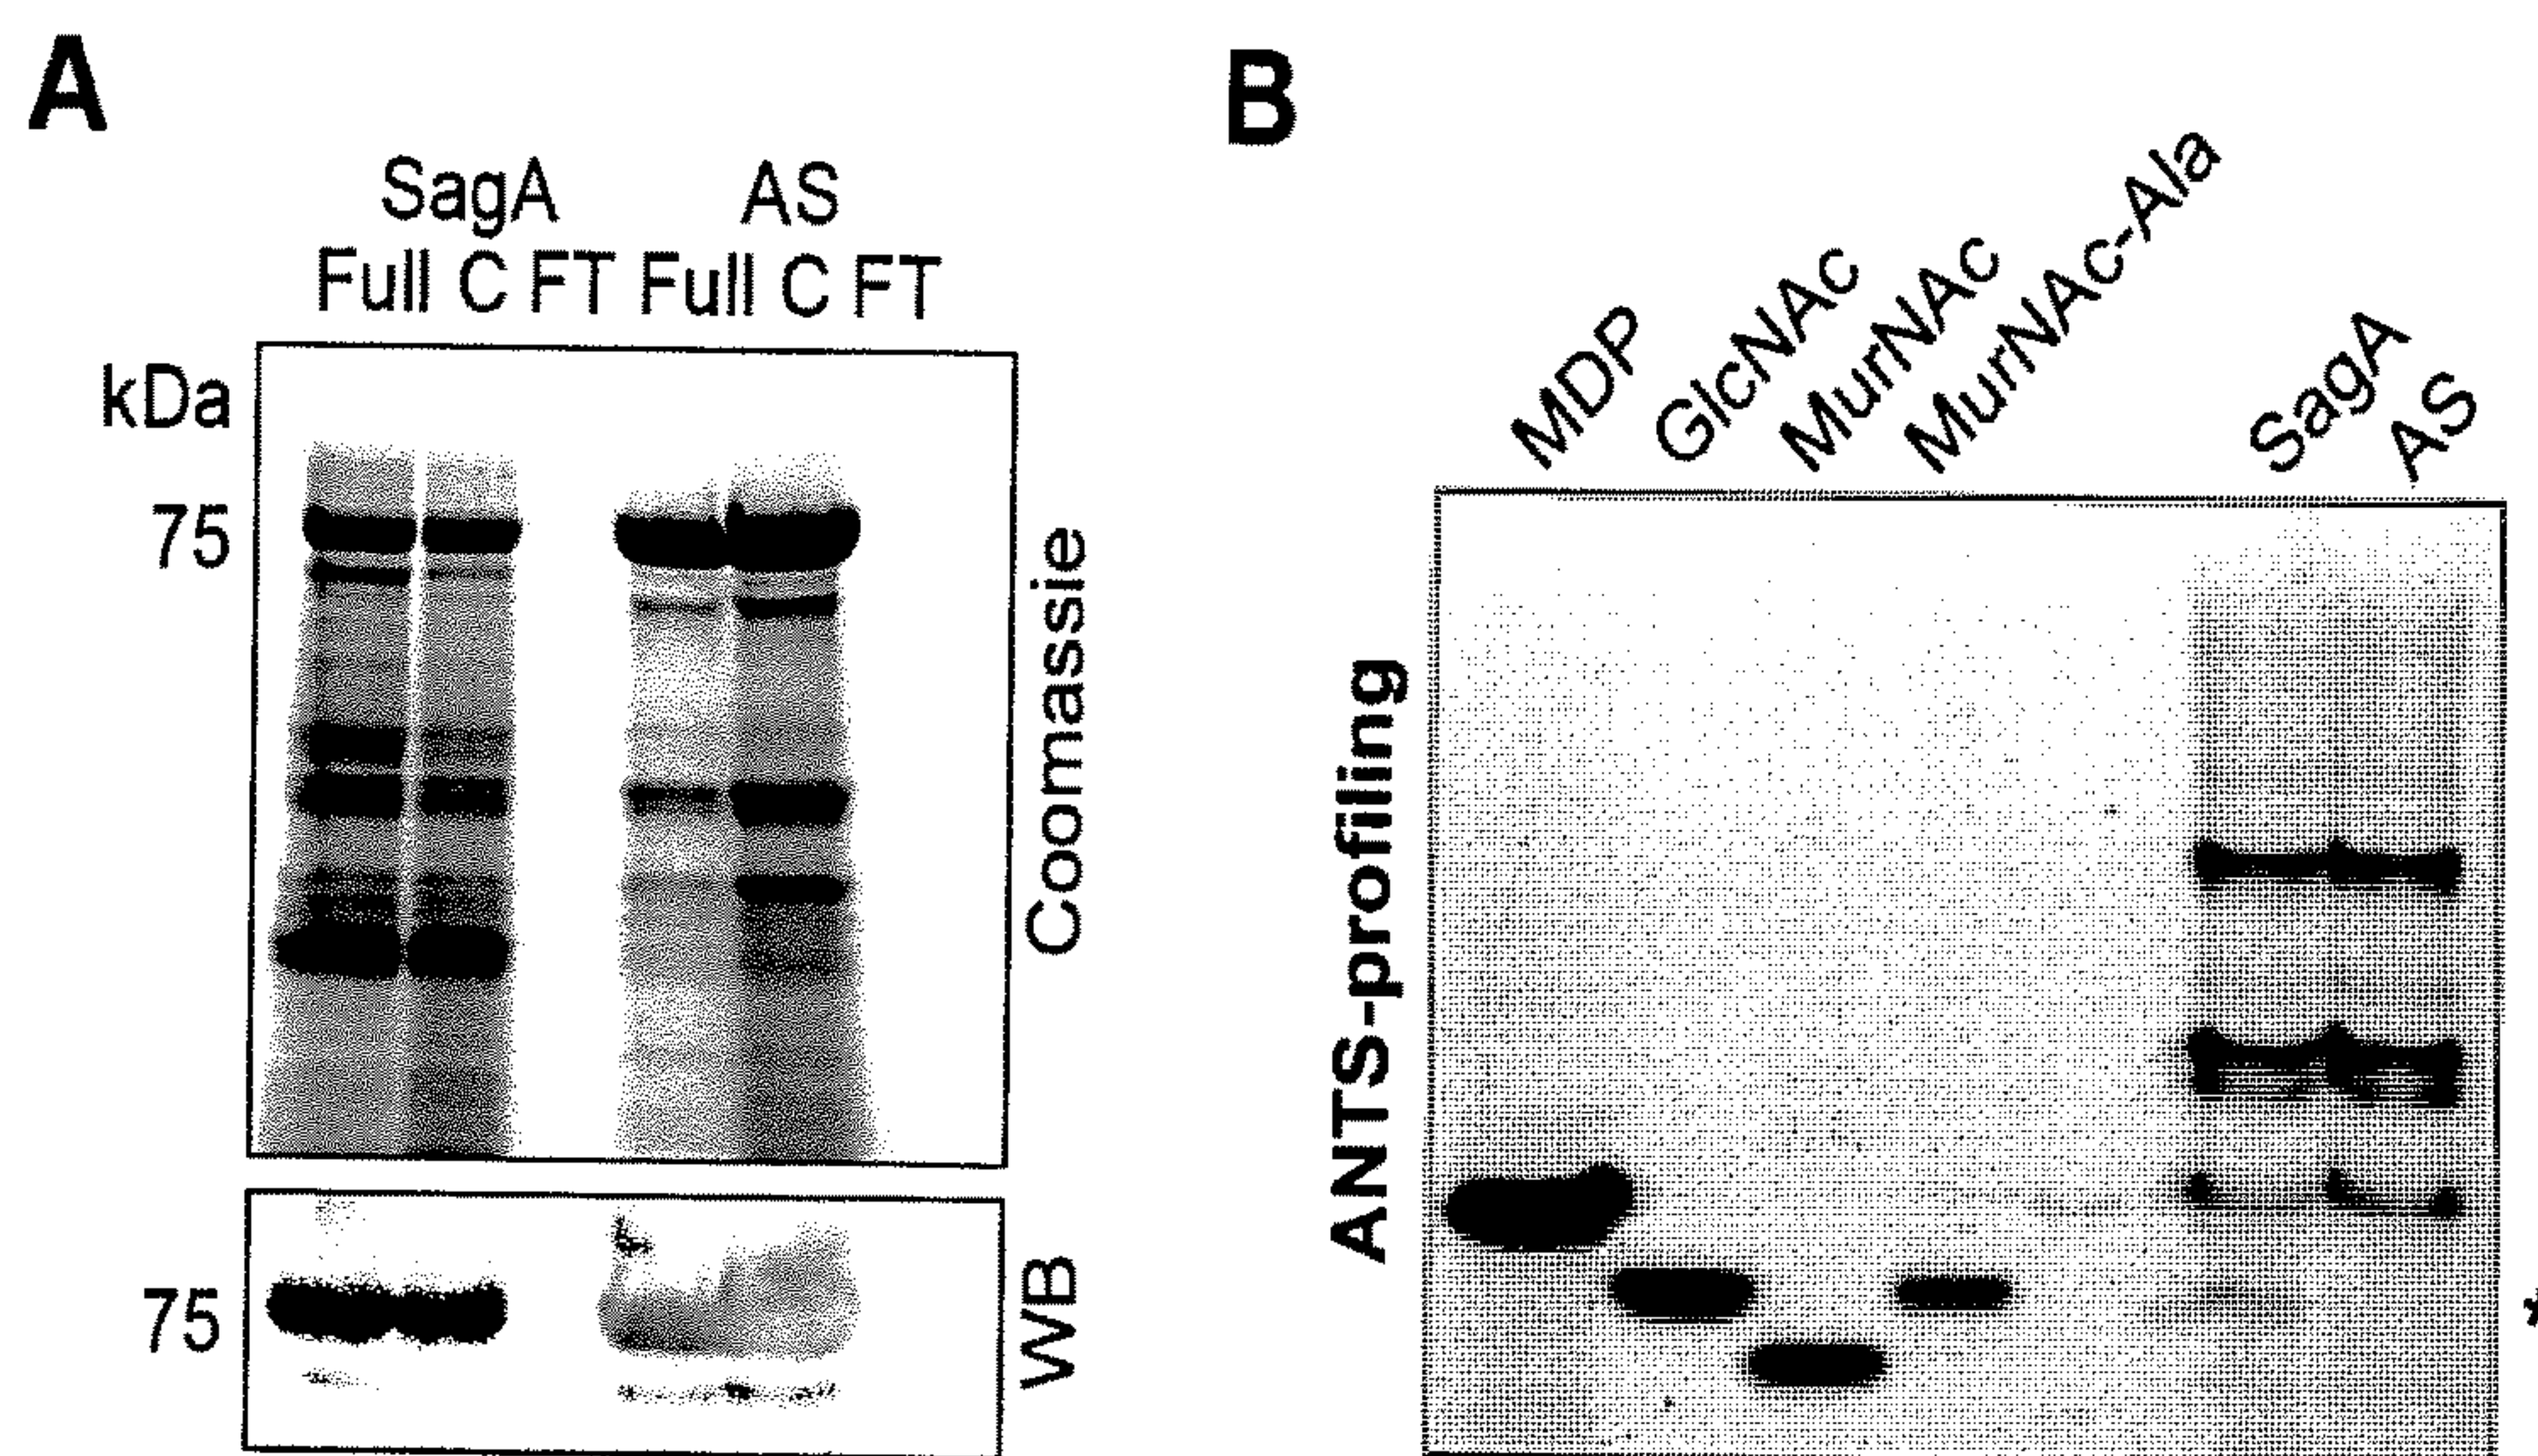 A
SagA AS
Full C FT Full C FT
kDa
75
Coomassie
75
WB
B
MDP
GlcNAc
MurNAc
MurNAc-Ala
SagA
AS
ANTS-profiling
*